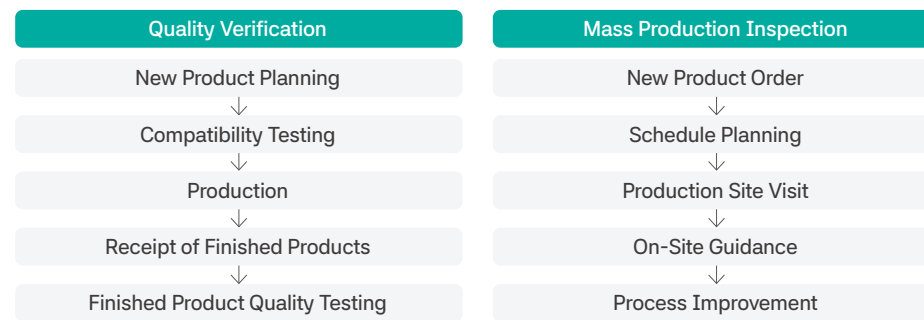 Quality Verification
New Product Planning
Compatibility Testing
Production
Receipt of Finished Products
Finished Product Quality Testing
Mass Production Inspection
New Product Order
Schedule Planning
Production Site Visit
On-Site Guidance
Process Improvement